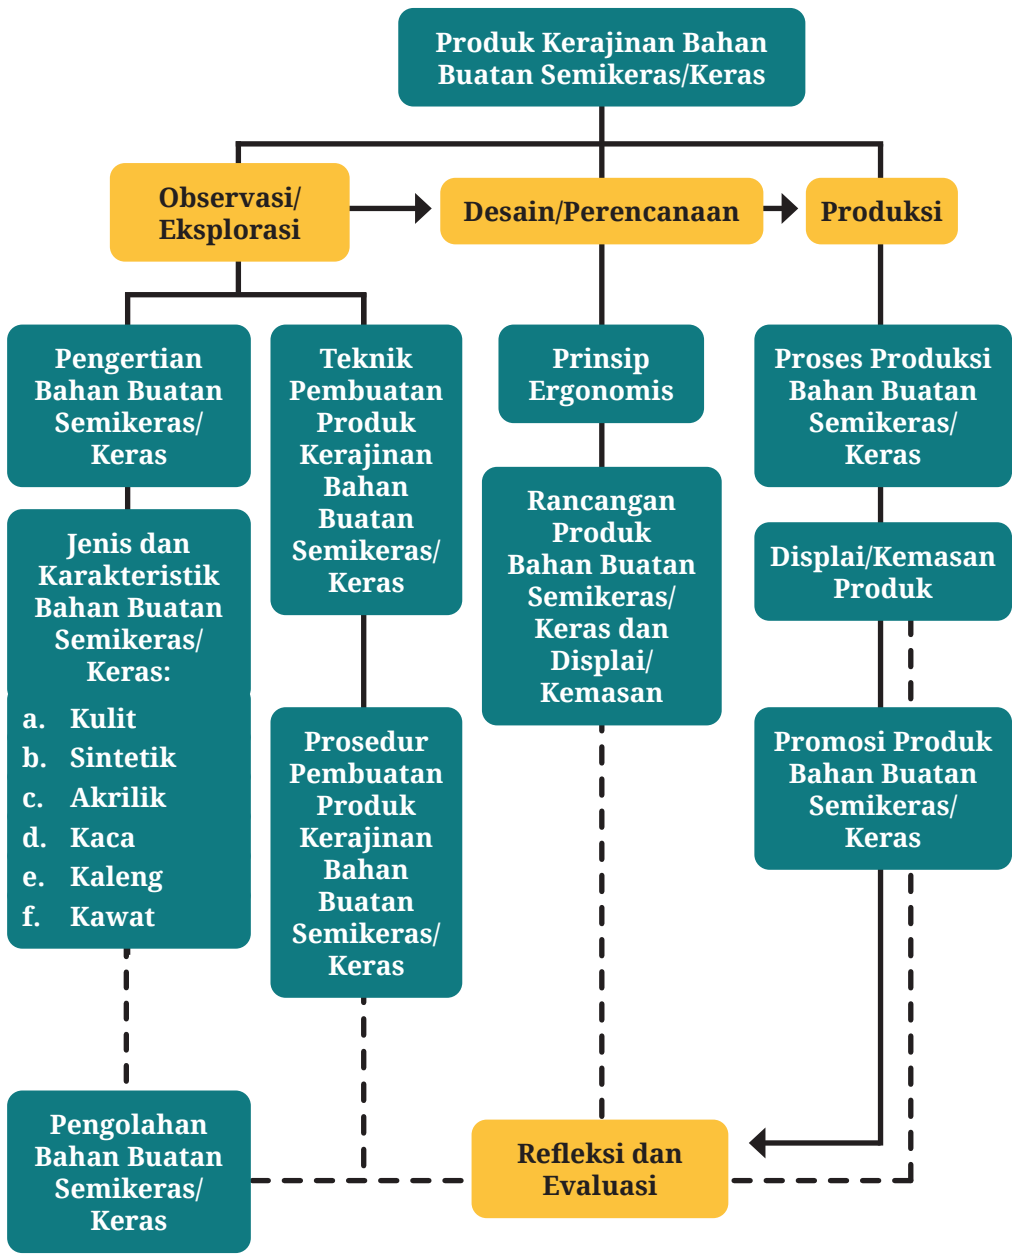 Produk Kerajinan Bahan
Buatan Semikeras/Keras
Observasi/
Eksplorasi
Desain/Perencanaan
Produksi
Pengertian
Bahan Buatan
Semikeras/
Keras
Teknik
Pembuatan
Produk
Kerajinan
Bahan
Buatan
Semikeras/
Keras
Prinsip
Ergonomis
Proses Produksi
Bahan Buatan
Semikeras/
Keras
Jenis dan
Karakteristik
Bahan Buatan
Semikeras/
Keras:
a. Kulit
b. Sintetik
c. Akrilik
d. Kaca
e. Kaleng
f. Kawat
Rancangan
Produk
Bahan Buatan
Semikeras/
Keras dan
Displai/
Kemasan
Displai/Kemasan
Produk
Prosedur
Pembuatan
Produk
Kerajinan
Bahan
Buatan
Semikeras/
Keras
Promosi Produk
Bahan Buatan
Semikeras/
Keras
Pengolahan
Bahan Buatan
Semikeras/
Keras
Refleksi dan
Evaluasi